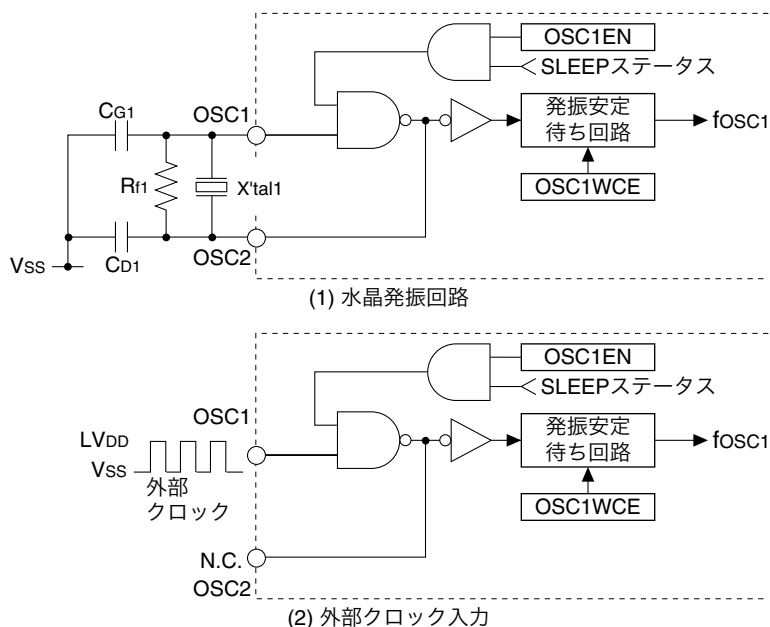 OSC1EN
SLEEPステータス
CG1
OSC1
発振安定
待ち回路
fOSC1
Rf1
X'tal1
OSC1WCE
VSS
CD1
OSC2
(1) 水晶発振回路
OSC1EN
SLEEPステータス
OSC1
LVDD
VSS
外部
クロック
発振安定
待ち回路
fOSC1
OSC1WCE
N.C.
OSC2
(2) 外部クロック入力